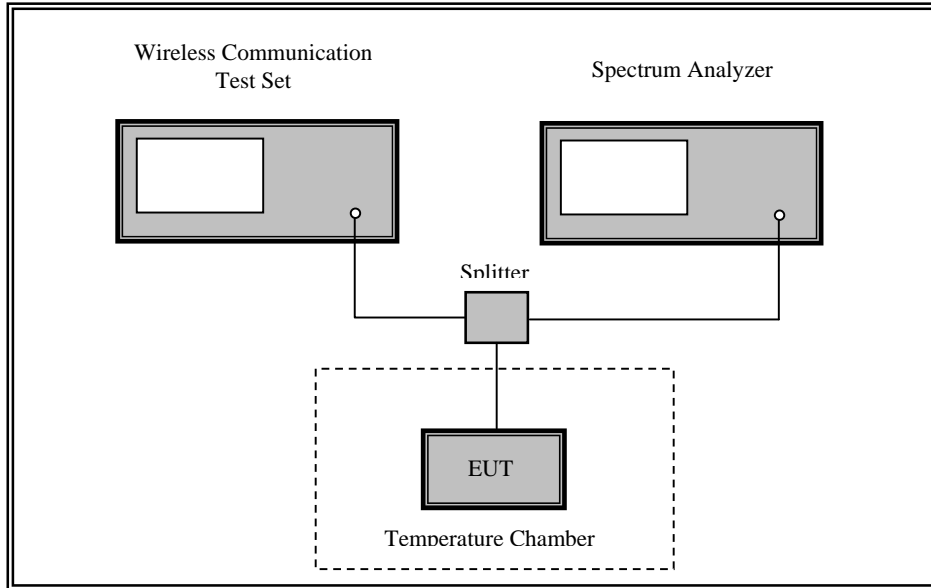 Wireless Communication
Test Set
Spectrum Analyzer
Splitter
EUT
Temperature Chamber